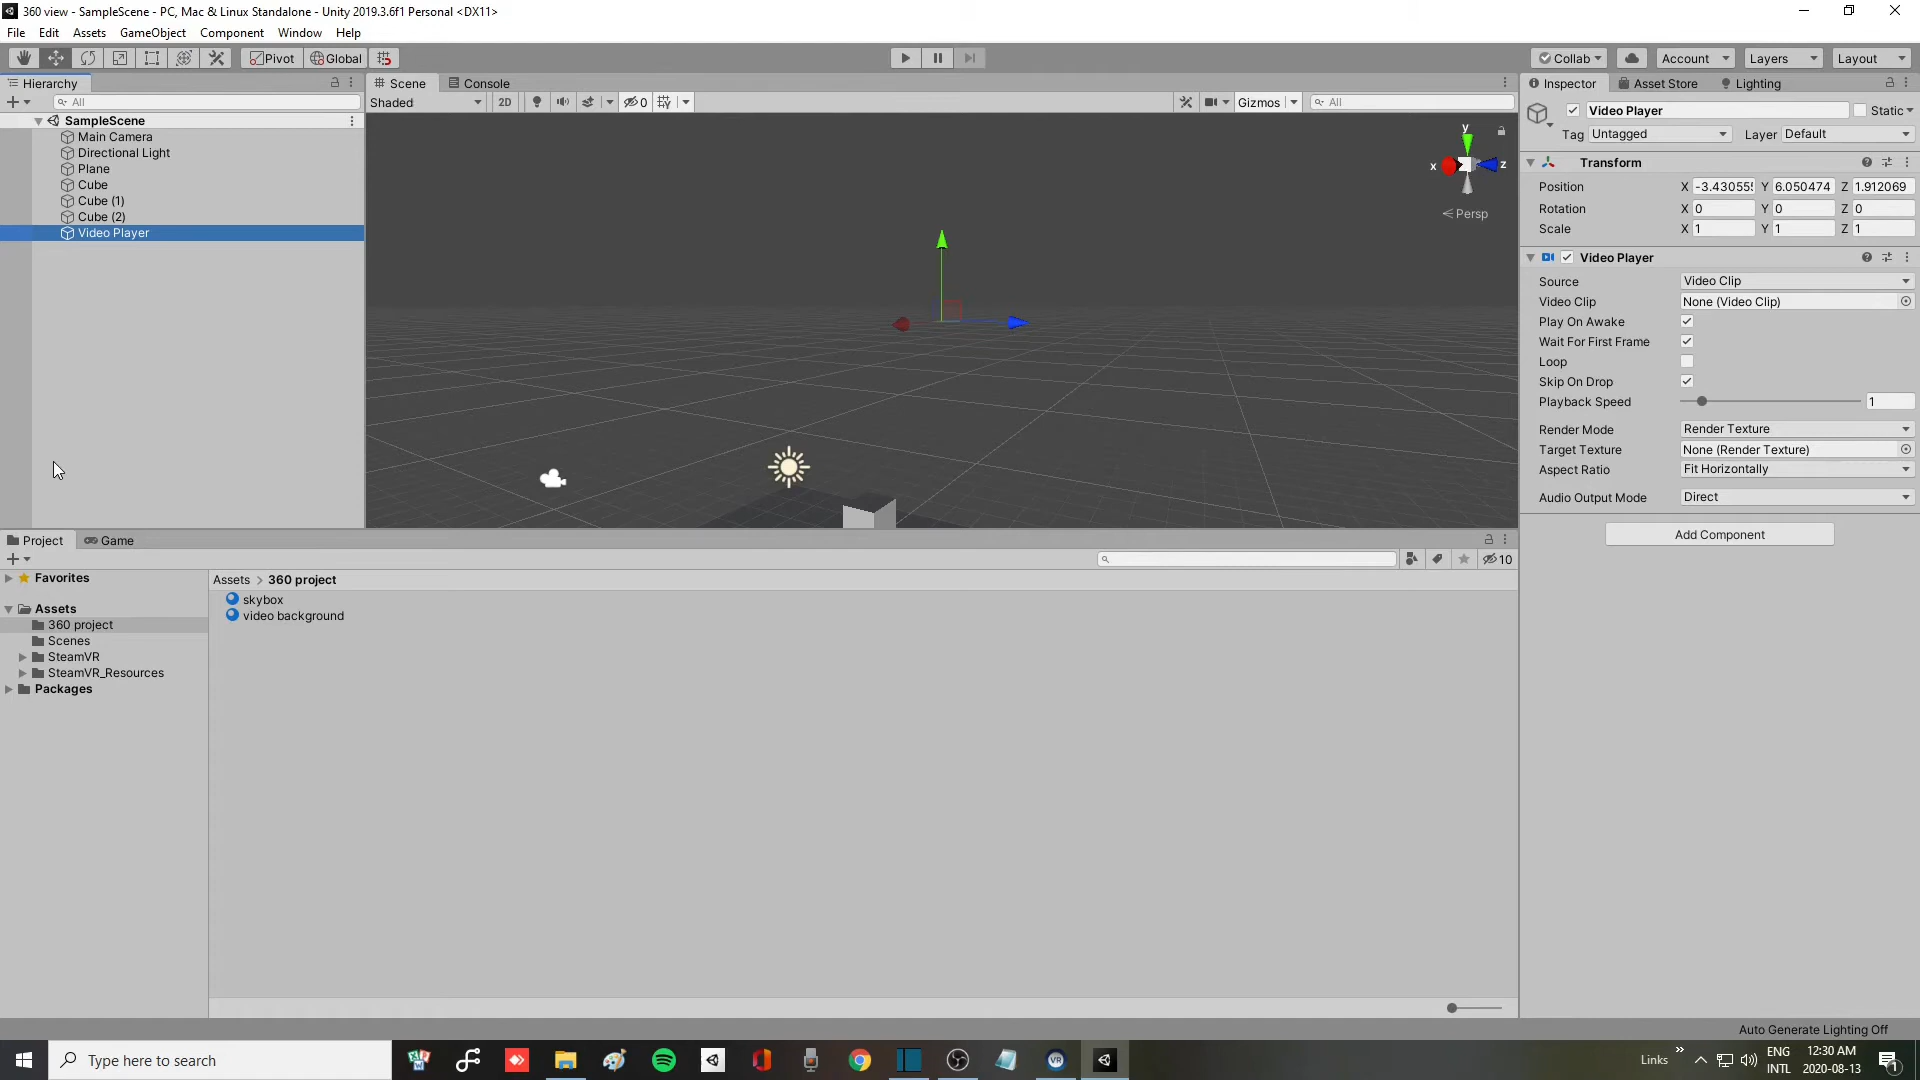 360 view - SampleScene - PC, Mac & Linux Standalone - Unity 2019.3.6f1 Personal <DX11>
File Edit Assets GameObject Component Window Help
Pivot Global Collab Account Layers Layout
Hierarchy
All
SampleScene
Main Camera
Directional Light
Plane
Cube
Cube (1)
Cube (2)
Video Player
Scene Console
Shaded 2D 0 Gizmos All
y
x z
Persp
Inspector Asset Store Lighting
Video Player Static
Tag Untagged Layer Default
Transform
Position X -3.430555 Y 6.050474 Z 1.912069
Rotation X 0 Y 0 Z 0
Scale X 1 Y 1 Z 1
Video Player
Source Video Clip
Video Clip None (Video Clip)
Play On Awake
Wait For First Frame
Loop
Skip On Drop
Playback Speed 1
Render Mode Render Texture
Target Texture None (Render Texture)
Aspect Ratio Fit Horizontally
Audio Output Mode Direct
Add Component
Project Game
10
Favorites
Assets
360 project
Scenes
SteamVR
SteamVR_Resources
Packages
Assets > 360 project
skybox
video background
Auto Generate Lighting Off
Type here to search
Links
ENG
INTL
12:30 AM
2020-08-13
1